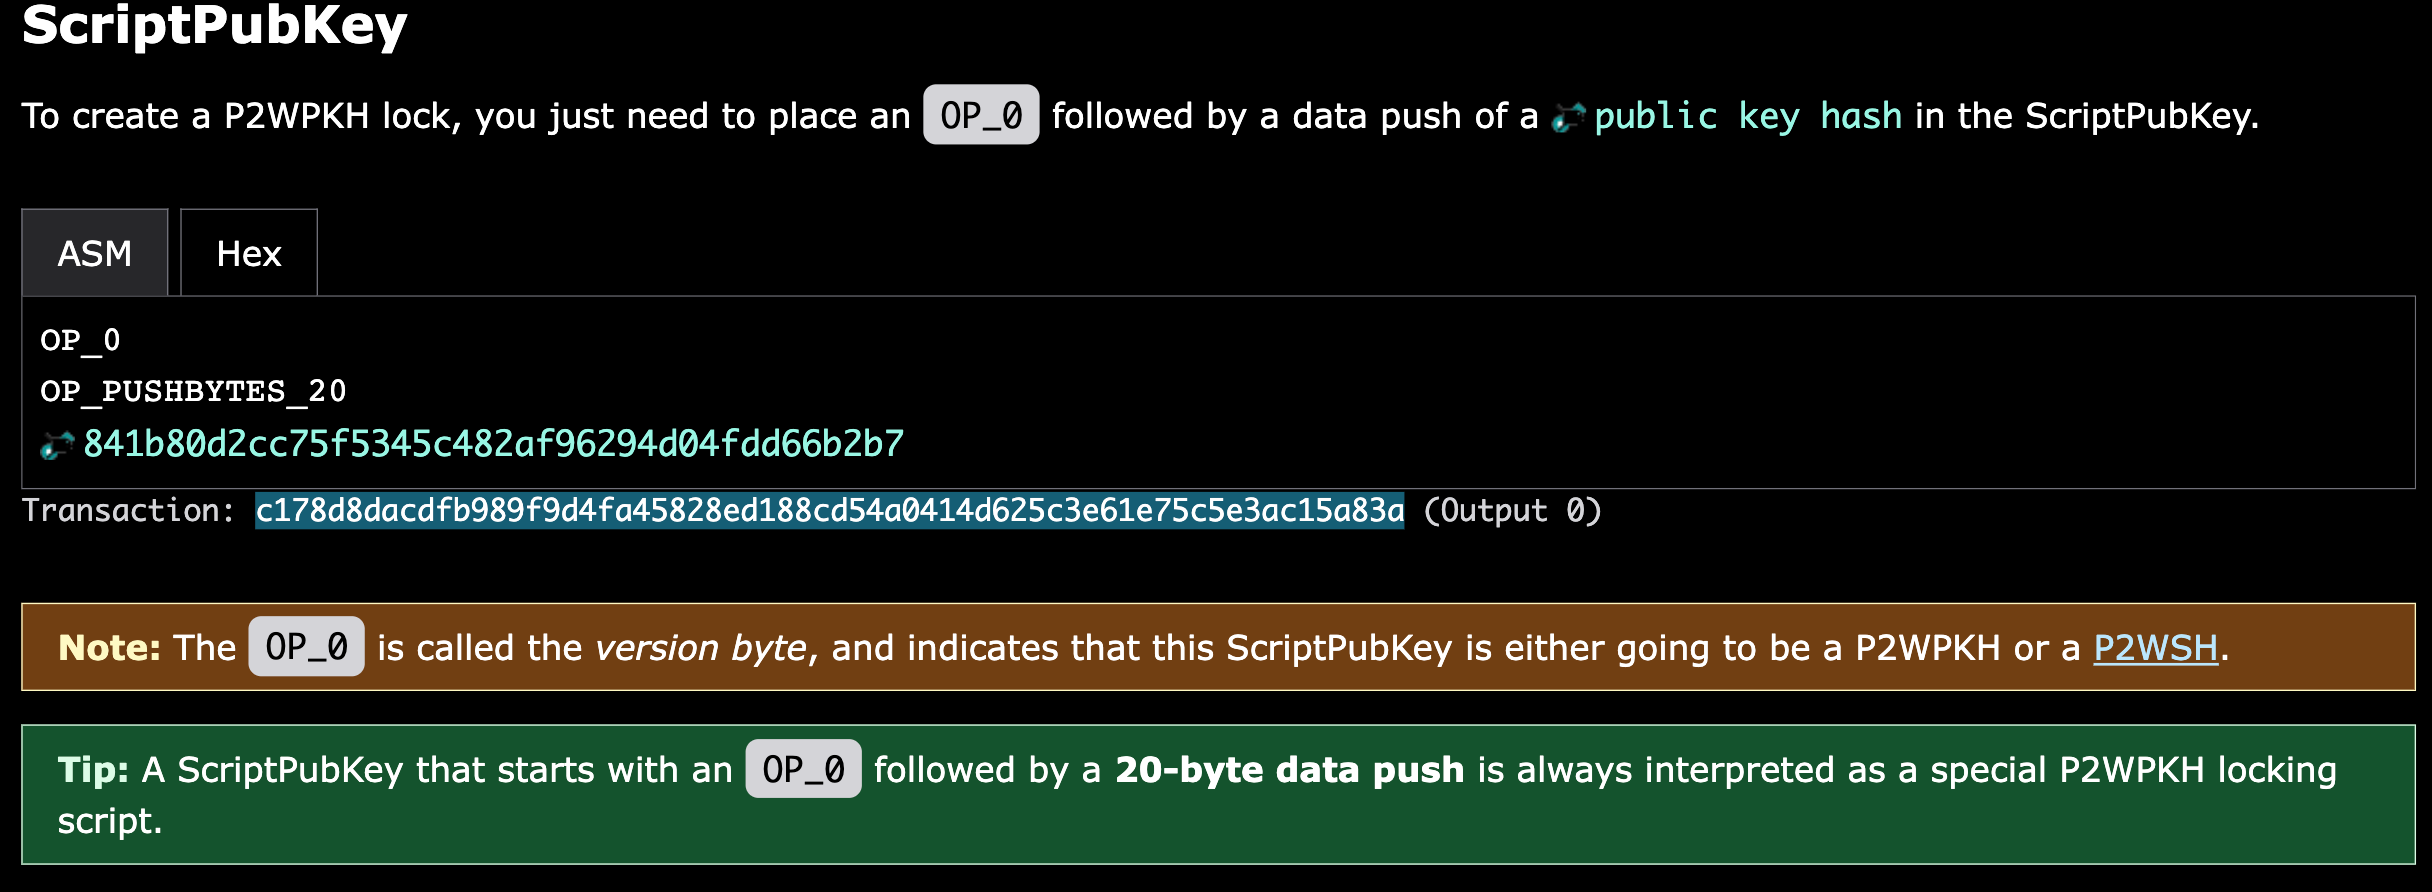 ScriptPubKey
To create a P2WPKH lock, you just need to place an OP_0 followed by a data push of a public key hash in the ScriptPubKey.
ASM Hex
OP_0
OP_PUSHBYTES_20
841b80d2cc75f5345c482af96294d04fdd66b2b7
Transaction: c178d8dacdfb989f9d4fa45828ed188cd54a0414d625c3e61e75c5e3ac15a83a (Output 0)
Note: The OP_0 is called the version byte, and indicates that this ScriptPubKey is either going to be a P2WPKH or a P2WSH.
Tip: A ScriptPubKey that starts with an OP_0 followed by a 20-byte data push is always interpreted as a special P2WPKH locking
script.